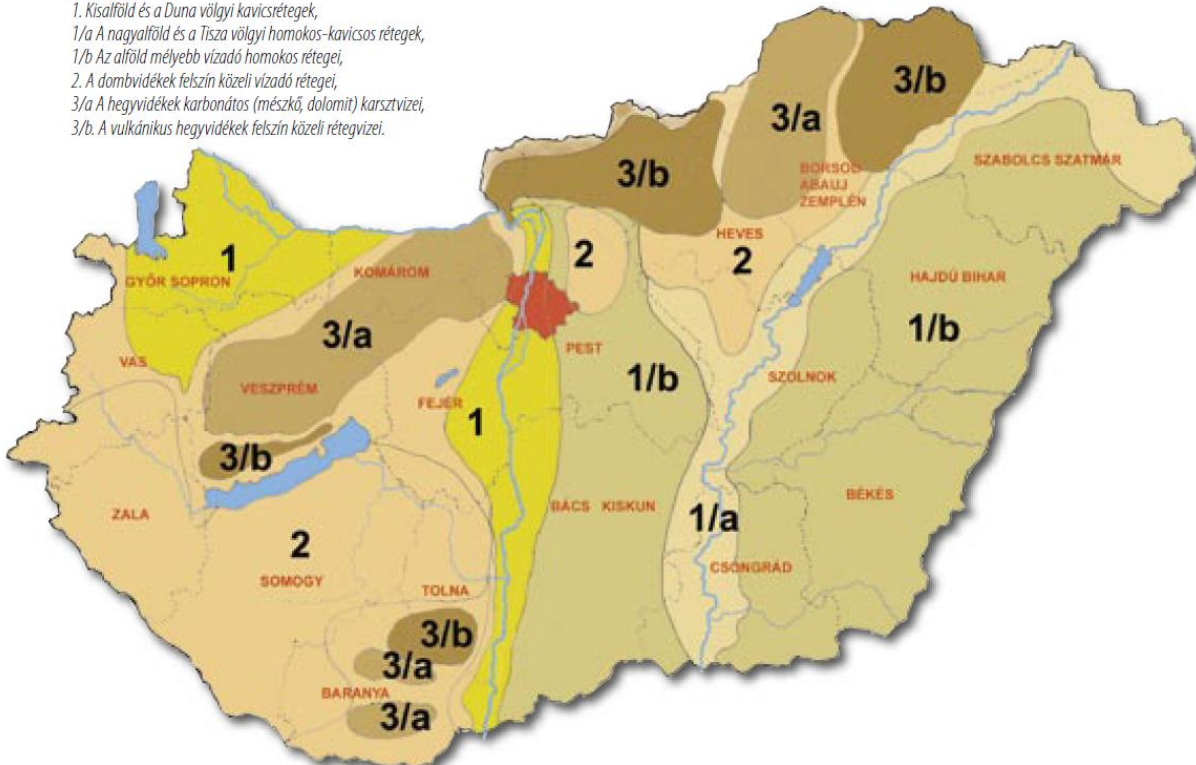 1. Kisalföld és a Duna völgyi kavicsrétegek,
1/a A nagyalföld és a Tisza völgyi homokos-kavicsos rétegek,
1/b Az alföld mélyebb vízadó homokos rétegei,
2. A dombvidékek felszín közeli vízadó rétegei,
3/a A hegyvidékek karbonátos (mészkő, dolomit) karsztvizei,
3/b. A vulkánikus hegyvidékek felszín közeli rétegvizei.
3/b
3/a
SZABOLCS SZATMÁR
BORSOD
ABAUJ
ZEMPLÉN
3/b
HEVES
2
2
1
GYŐR SOPRON
KOMÁROM
HAJDÚ BIHAR
1/b
3/a
PEST
VAS
VESZPRÉM
FEJÉR
1
1/b
SZOLNOK
3/b
ZALA
BÁCS KISKUN
BÉKÉS
1/a
2
SOMOGY
TOLNA
CSONGRÁD
3/b
3/a
BARANYA
3/a